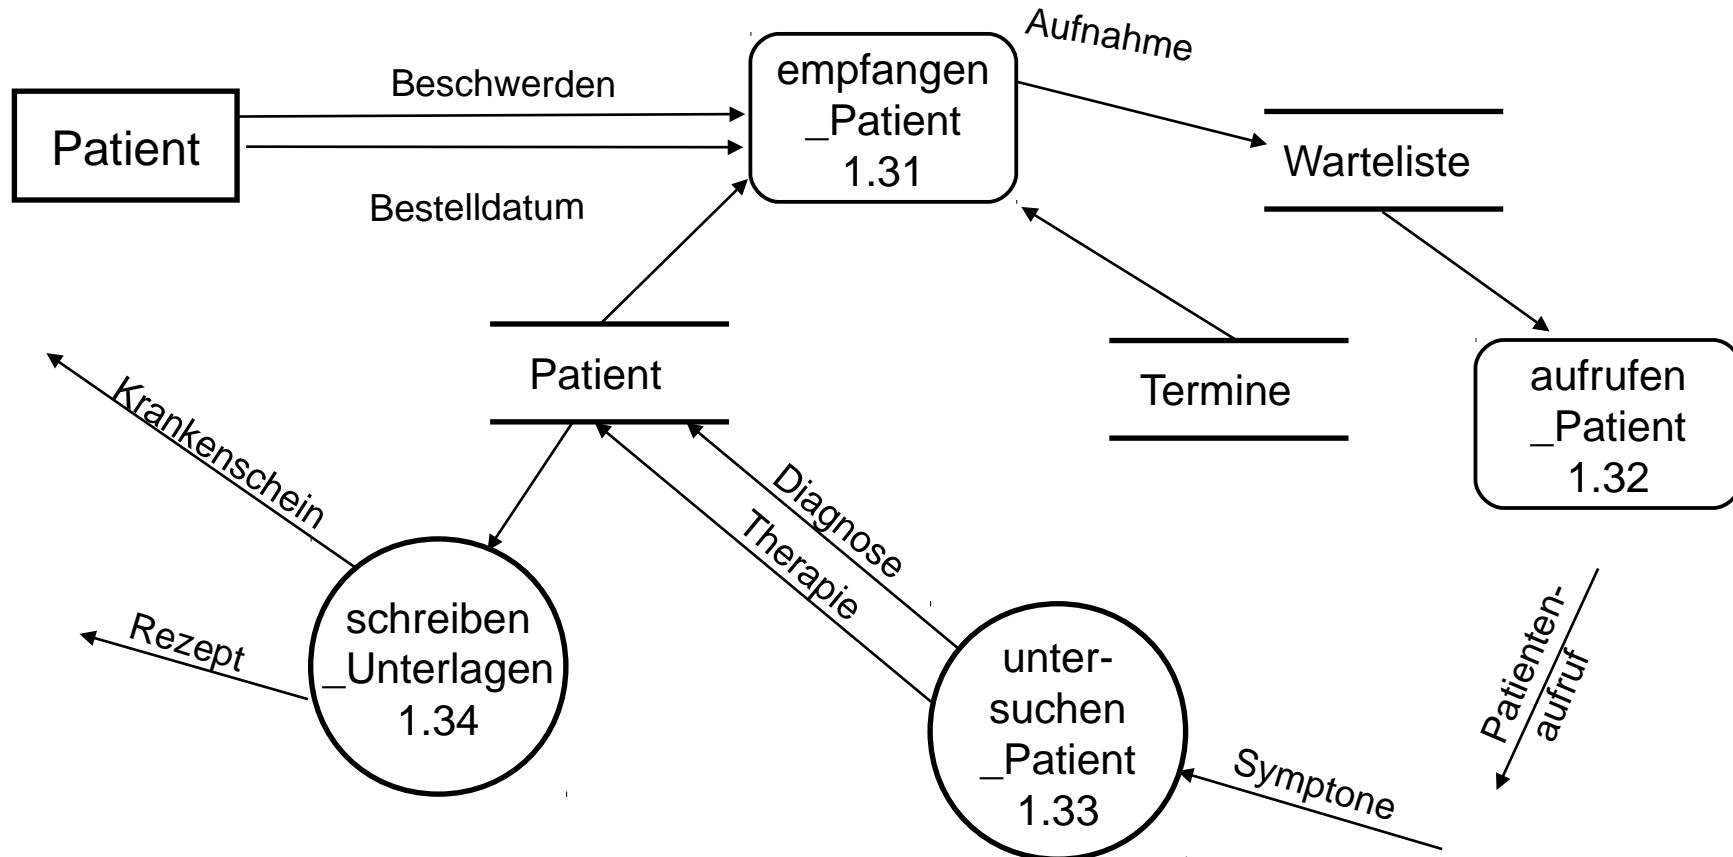 Aufnahme
Beschwerden
empfangen
_Patient
1.31
Patient
Warteliste
Bestelldatum
Patient
Termine
aufrufen
_Patient
1.32
Krankenschein
Diagnose
Therapie
Rezept
schreiben
_Unterlagen
1.34
unter-
suchen
_Patient
1.33
Patienten-
aufruf
Symptone